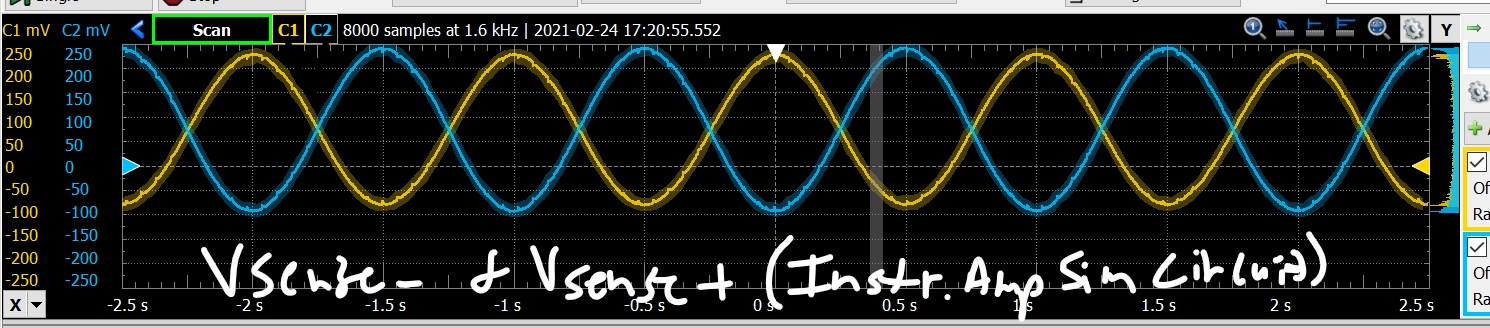 Single Stop
C1 mV C2 mV Scan C1 C2 8000 samples at 1.6 kHz | 2021-02-24 17:20:55.552 Y
250 250
200 200
150 150
100 100
50 50
0 0
-50 -50
-100 -100
-150 -150
-200 -200
-250 -250
Of
Ra
Of
Ra
Vsense- & Vsense+ (Instr. Amp Sim Circuit)
X -2.5 s -2 s -1.5 s -1 s -0.5 s 0 s 0.5 s 1 s 1.5 s 2 s 2.5 s